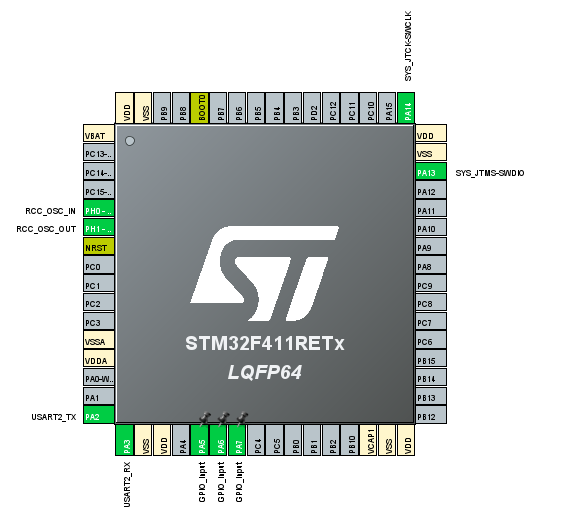 SYS_JTCK-SWCLK
VDD
VSS
PB9
PB8
BOOT0
PB7
PB6
PB5
PB4
PB3
PD2
PC12
PC11
PC10
PA15
PA14
VBAT
PC13-..
PC14-..
PC15-..
RCC_OSC_IN
PH0-..
RCC_OSC_OUT
PH1-..
NRST
PC0
PC1
PC2
PC3
VSSA
VDDA
PA0-W..
PA1
USART2_TX
PA2
ST
STM32F411RETx
LQFP64
VDD
VSS
PA13
SYS_JTMS-SWDIO
PA12
PA11
PA10
PA9
PA8
PC9
PC8
PC7
PC6
PB15
PB14
PB13
PB12
PA3
VSS
VDD
PA4
PA5
PA6
PA7
PC4
PC5
PB0
PB1
PB2
PB10
VCAP1
VSS
VDD
USART2_RX
GPIO_Input
GPIO_Input
GPIO_Input